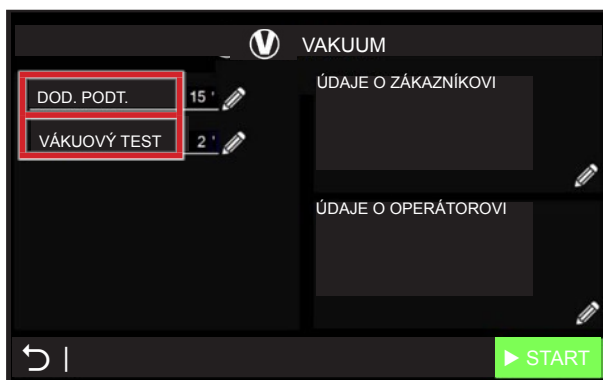 V VAKUUM
DOD. PODT. 15 '
VÁKUOVÝ TEST 2 '
ÚDAJE O ZÁKAZNÍKOVI
ÚDAJE O OPERÁTOROVI
START